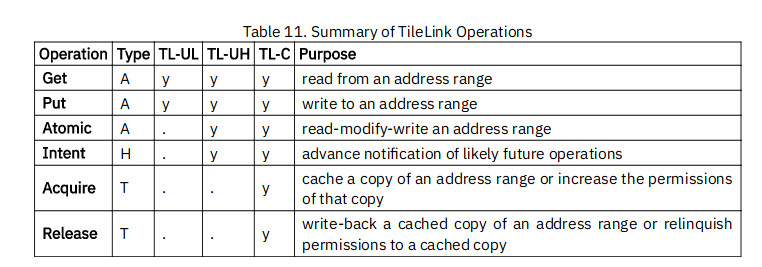 Table 11. Summary of TileLink Operations
Operation Type TL-UL TL-UH TL-C Purpose
Get A y y y read from an address range
Put A y y y write to an address range
Atomic A . y y read-modify-write an address range
Intent H . y y advance notification of likely future operations
Acquire T . . y cache a copy of an address range or increase the permissions
of that copy
Release T . . y write-back a cached copy of an address range or relinquish
permissions to a cached copy